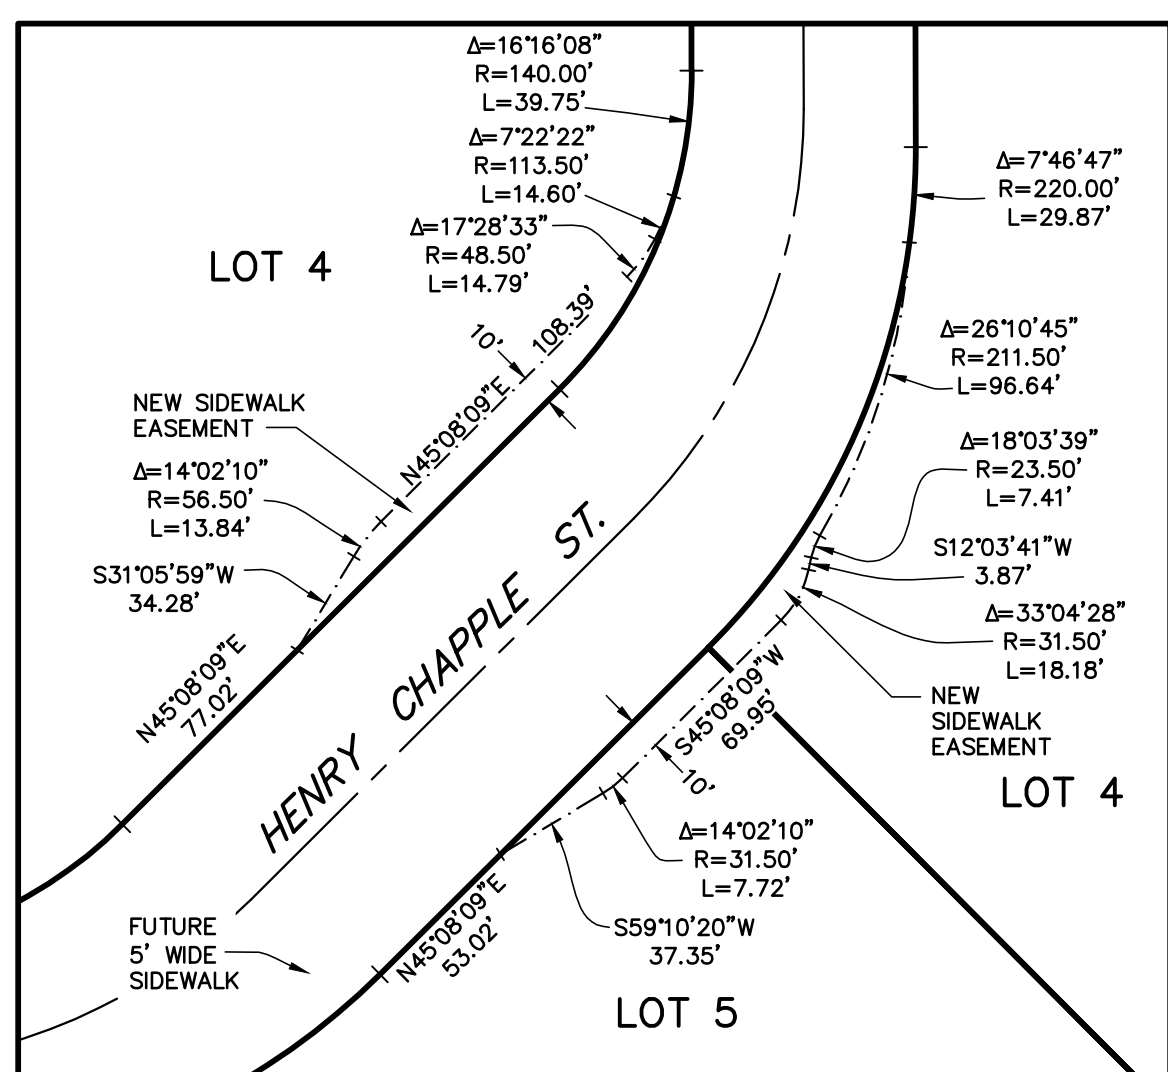 Δ=16°16'08"
R=140.00'
L=39.75'
Δ=7°22'22"
R=113.50'
L=14.60'
Δ=17°28'33"
R=48.50'
L=14.79'
LOT 4
Δ=7°46'47"
R=220.00'
L=29.87'
10'
N45°08'09"E
108.39'
NEW SIDEWALK
EASEMENT
Δ=14°02'10"
R=56.50'
L=13.84'
S31°05'59"W
34.28'
N45°08'09"E
77.02'
HENRY CHAPPLE ST.
Δ=26°10'45"
R=211.50'
L=96.64'
Δ=18°03'39"
R=23.50'
L=7.41'
S12°03'41"W
3.87'
Δ=33°04'28"
R=31.50'
L=18.18'
NEW
SIDEWALK
EASEMENT
LOT 4
S45°08'09"W
69.95'
10'
Δ=14°02'10"
R=31.50'
L=7.72'
S59°10'20"W
37.35'
N45°08'09"E
53.02'
FUTURE
5' WIDE
SIDEWALK
LOT 5